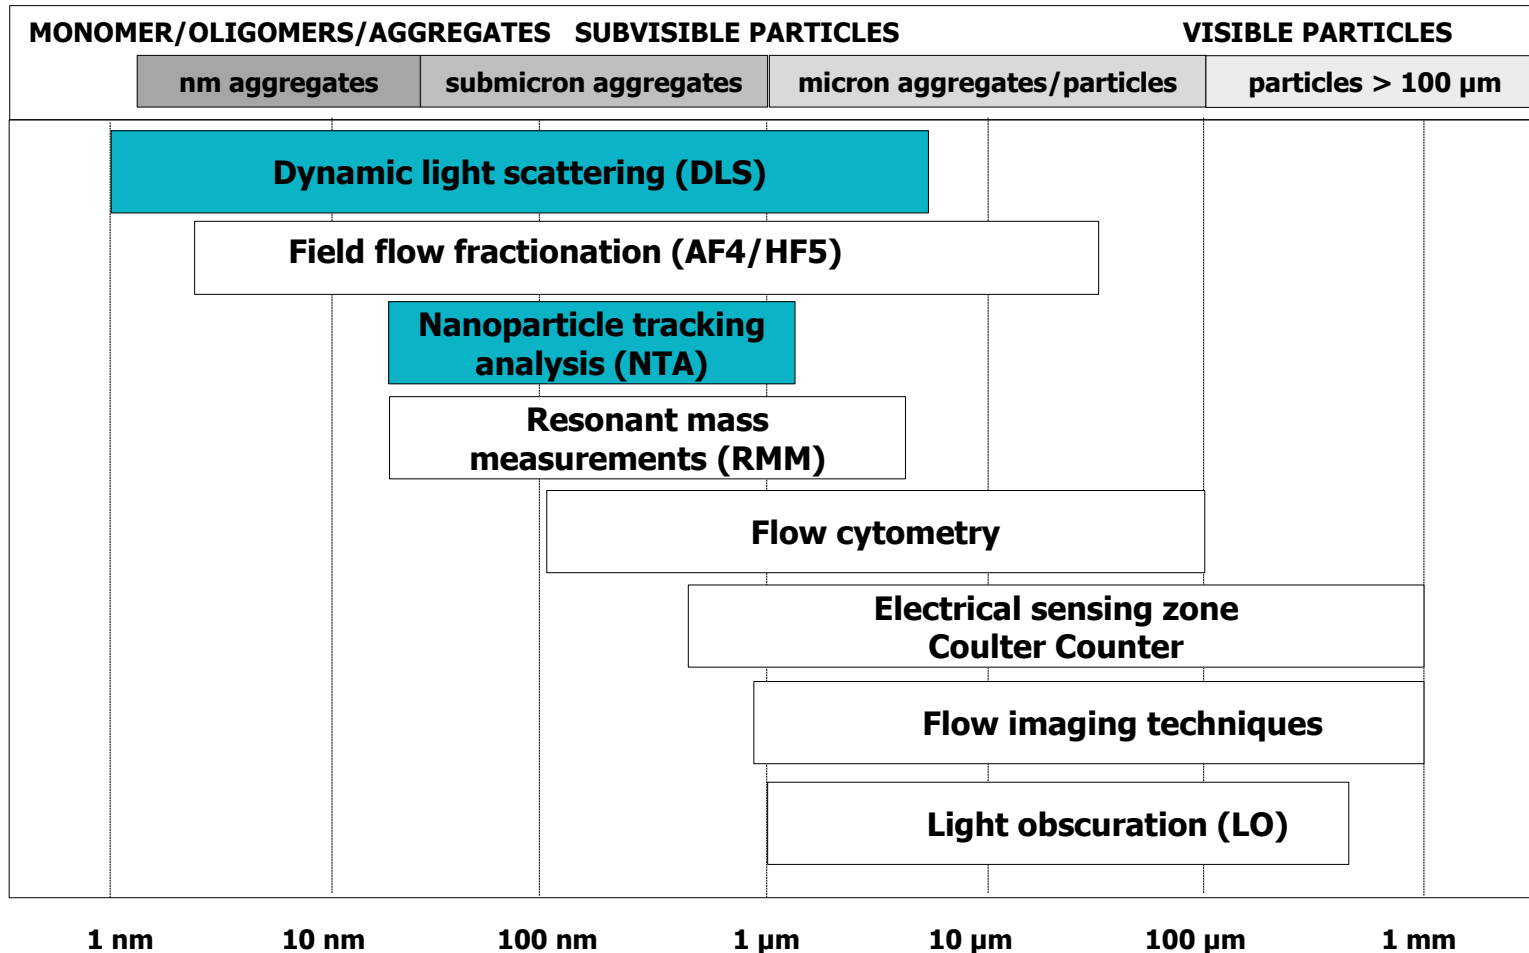 MONOMER/OLIGOMERS/AGGREGATES SUBVISIBLE PARTICLES VISIBLE PARTICLES
nm aggregates submicron aggregates micron aggregates/particles particles > 100 µm
Dynamic light scattering (DLS)
Field flow fractionation (AF4/HF5)
Nanoparticle tracking
analysis (NTA)
Resonant mass
measurements (RMM)
Flow cytometry
Electrical sensing zone
Coulter Counter
Flow imaging techniques
Light obscuration (LO)
1 nm 10 nm 100 nm 1 µm 10 µm 100 µm 1 mm